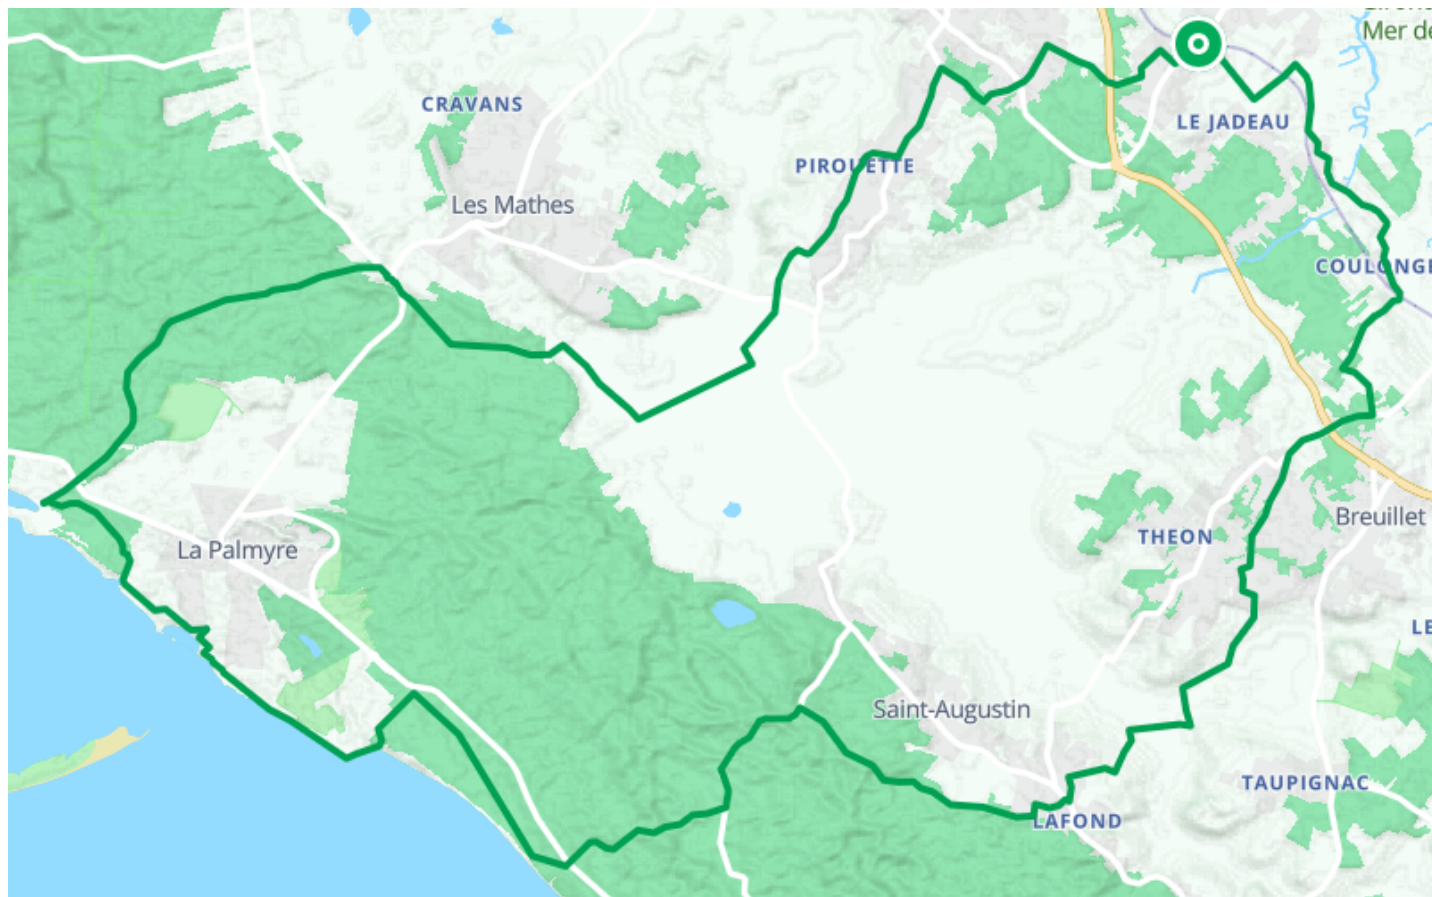 Mer de
CRAVANS
LE JADEAU
PIROUETTE
Les Mathes
COULONGE
Breuillet
THEON
La Palmyre
LE
Saint-Augustin
TAUPIGNAC
LAFOND